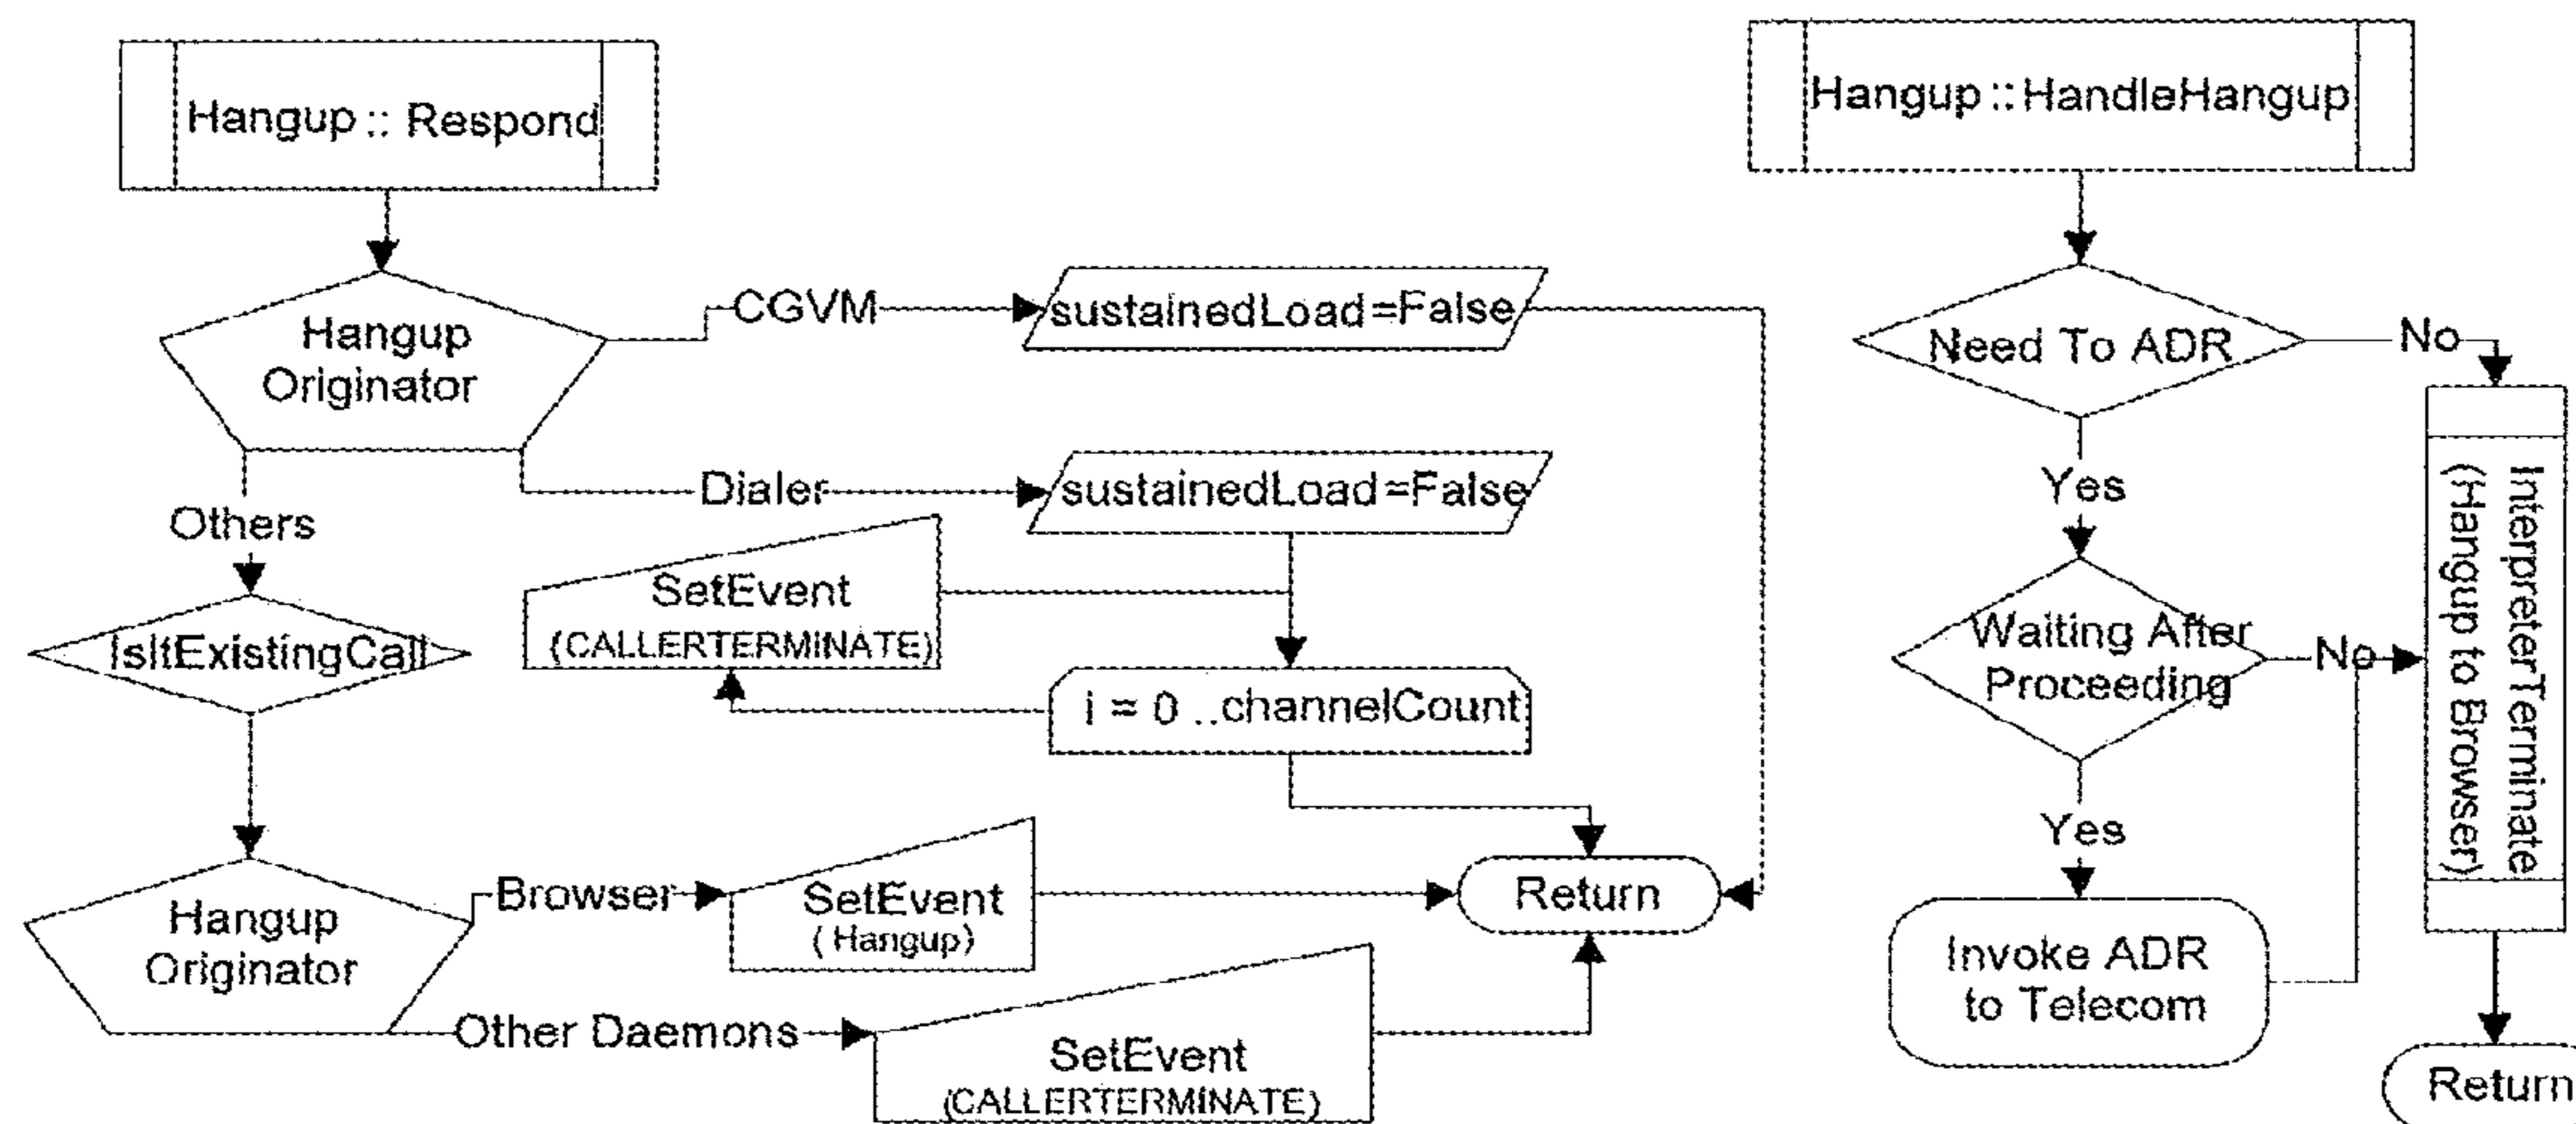 Hangup :: Respond
Hangup
Originator
CGVM
sustainedLoad=False
Dialer
sustainedLoad=False
Others
SetEvent
(CALLERTERMINATE)
IsItExistingCall
i = 0 ..channelCount
Hangup
Originator
Browser
SetEvent
( Hangup)
Return
Other Daemons
SetEvent
(CALLERTERMINATE)
Hangup :: HandleHangup
Need To ADR
No
Yes
Waiting After
Proceeding
No
Yes
Invoke ADR
to Telecom
InterpreterTerminate
(Hangup to Browser)
Return